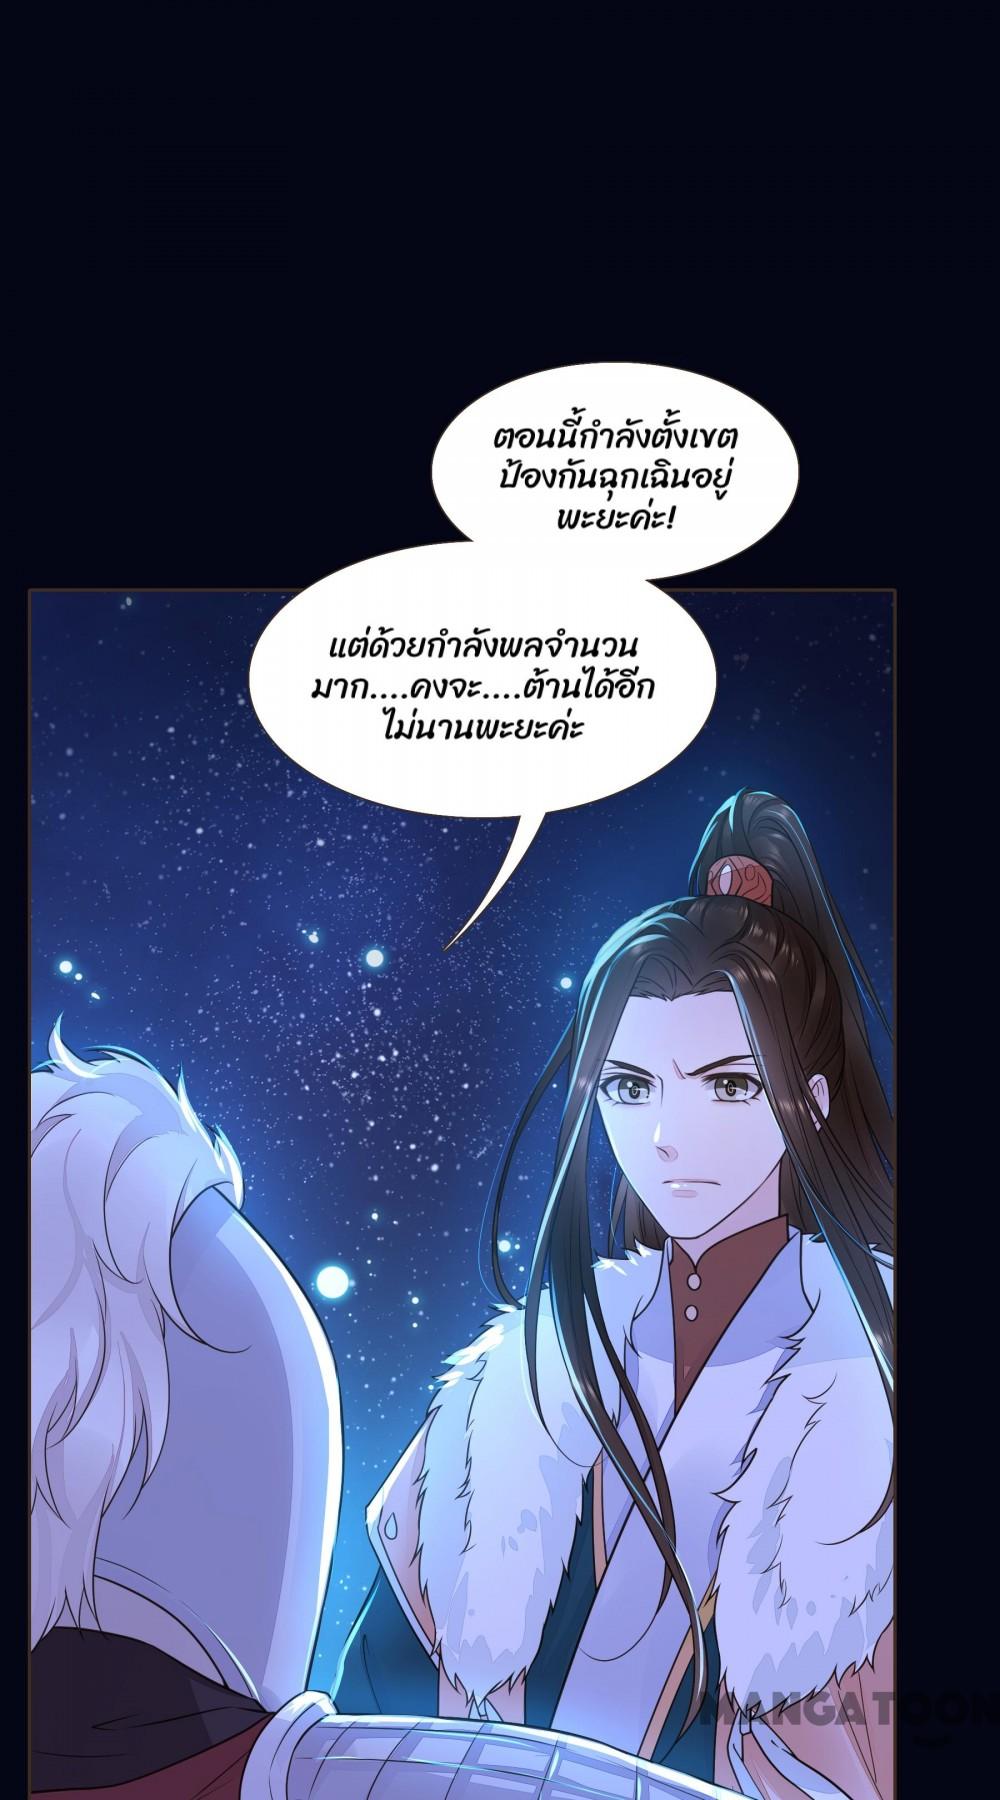 ตอนนี้กำลังตั้งเขต
ป้องกันฉุกเฉินอยู่
พะยะค่ะ!
แต่ด้วยกำลังพลจำนวน
มาก....คงจะ....ต้านได้อีก
ไม่นานพะยะค่ะ
MANGATOON